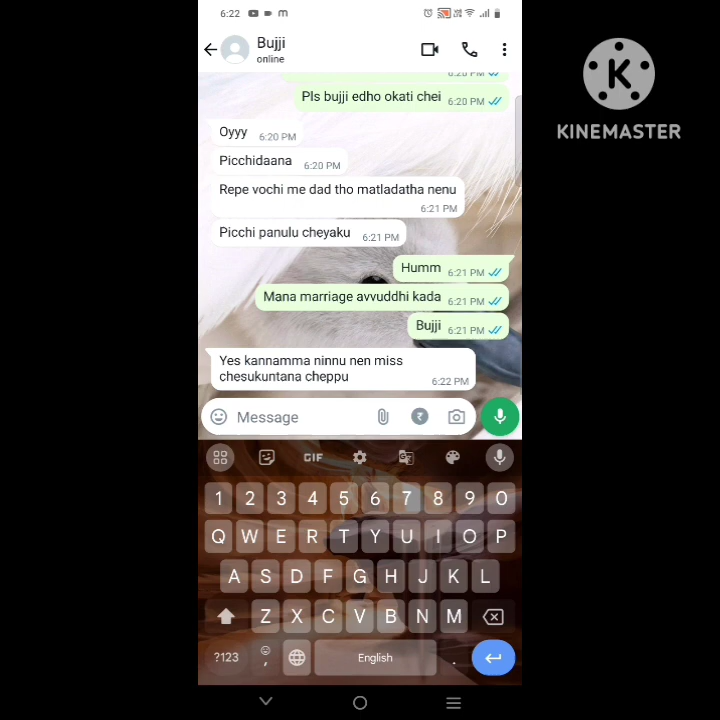 6:22
Bujji
online
6:20 PM
Pls bujji edho okati chei 6:20 PM
Oyyy 6:20 PM
Picchidaana 6:20 PM
Repe vochi me dad tho matladatha nenu
6:21 PM
Picchi panulu cheyaku 6:21 PM
Humm 6:21 PM
Mana marriage avvuddhi kada 6:21 PM
Bujji 6:21 PM
Yes kannamma ninnu nen miss
chesukuntana cheppu 6:22 PM
Message ₹
GIF
1 2 3 4 5 6 7 8 9 0
Q W E R T Y U I O P
A S D F G H J K L
Z X C V B N M
?123 , English .
K
KINEMASTER